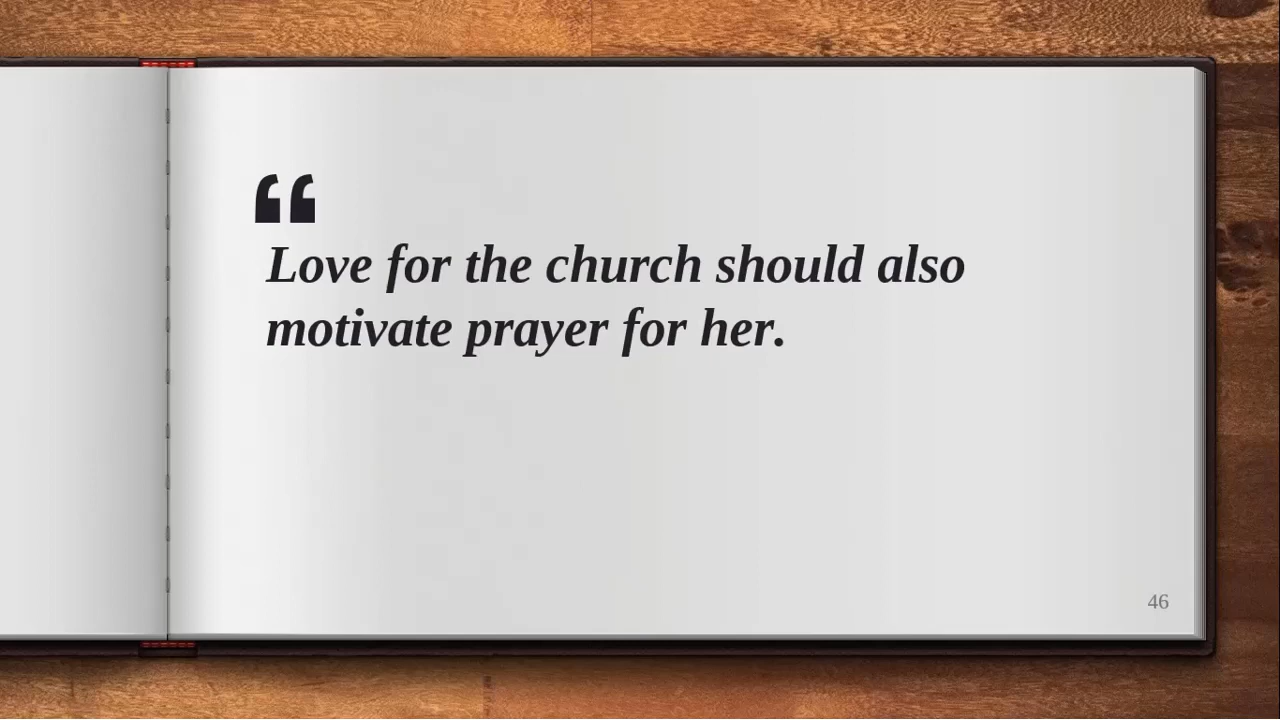 “
Love for the church should also
motivate prayer for her.
46